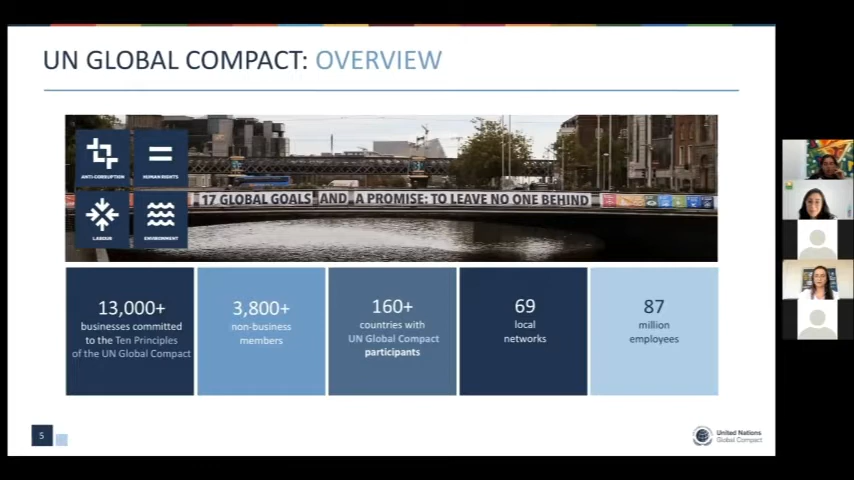 UN GLOBAL COMPACT: OVERVIEW
ANTI-CORRUPTION
HUMAN RIGHTS
LABOUR
ENVIRONMENT
17 GLOBAL GOALS AND A PROMISE: TO LEAVE NO ONE BEHIND
13,000+
businesses committed
to the Ten Principles
of the UN Global Compact
3,800+
non-business
members
160+
countries with
UN Global Compact
participants
69
local
networks
87
million
employees
5
United Nations
Global Compact